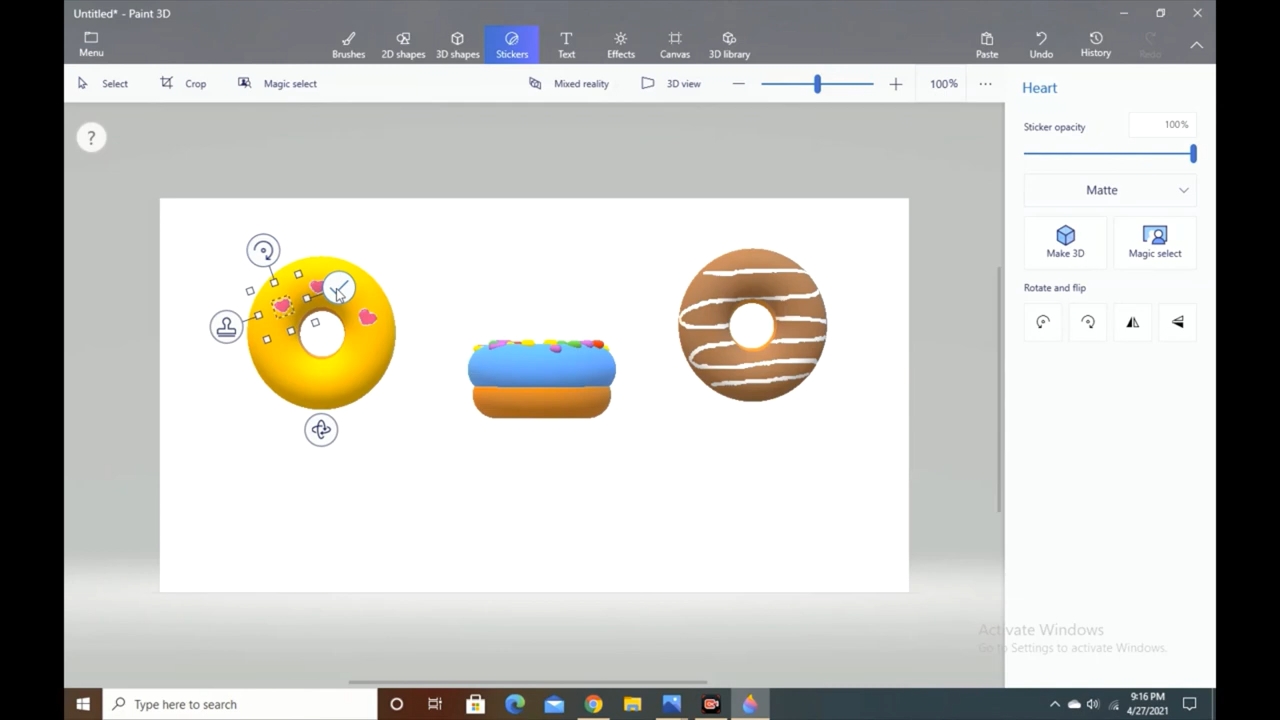 Untitled* - Paint 3D
Menu
Brushes
2D shapes
3D shapes
Stickers
Text
Effects
Canvas
3D library
Paste
Undo
History
Redo
Select
Crop
Magic select
Mixed reality
3D view
100%
Heart
Sticker opacity
100%
Matte
Make 3D
Magic select
Rotate and flip
?
Activate Windows
Go to Settings to activate Windows.
Type here to search
9:16 PM
4/27/2021